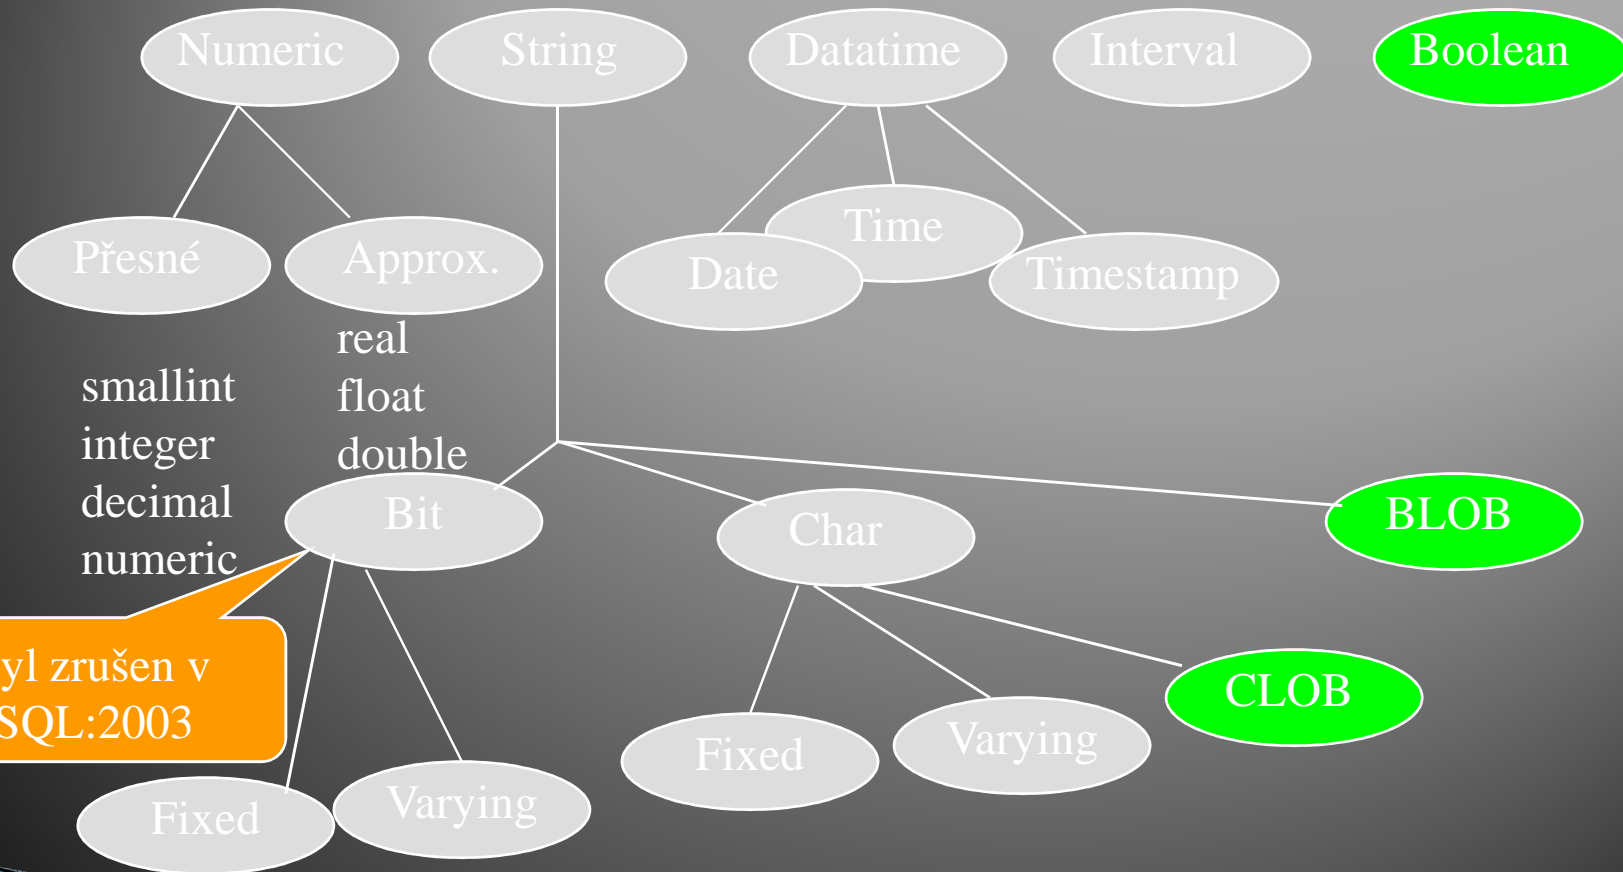 Numeric
String
Datatime
Interval
Boolean
Přesné
Approx.
Time
Date
Timestamp
real
float
double
smallint
integer
decimal
numeric
Bit
Char
BLOB
yl zrušen v
SQL:2003
CLOB
Fixed
Varying
Fixed
Varying